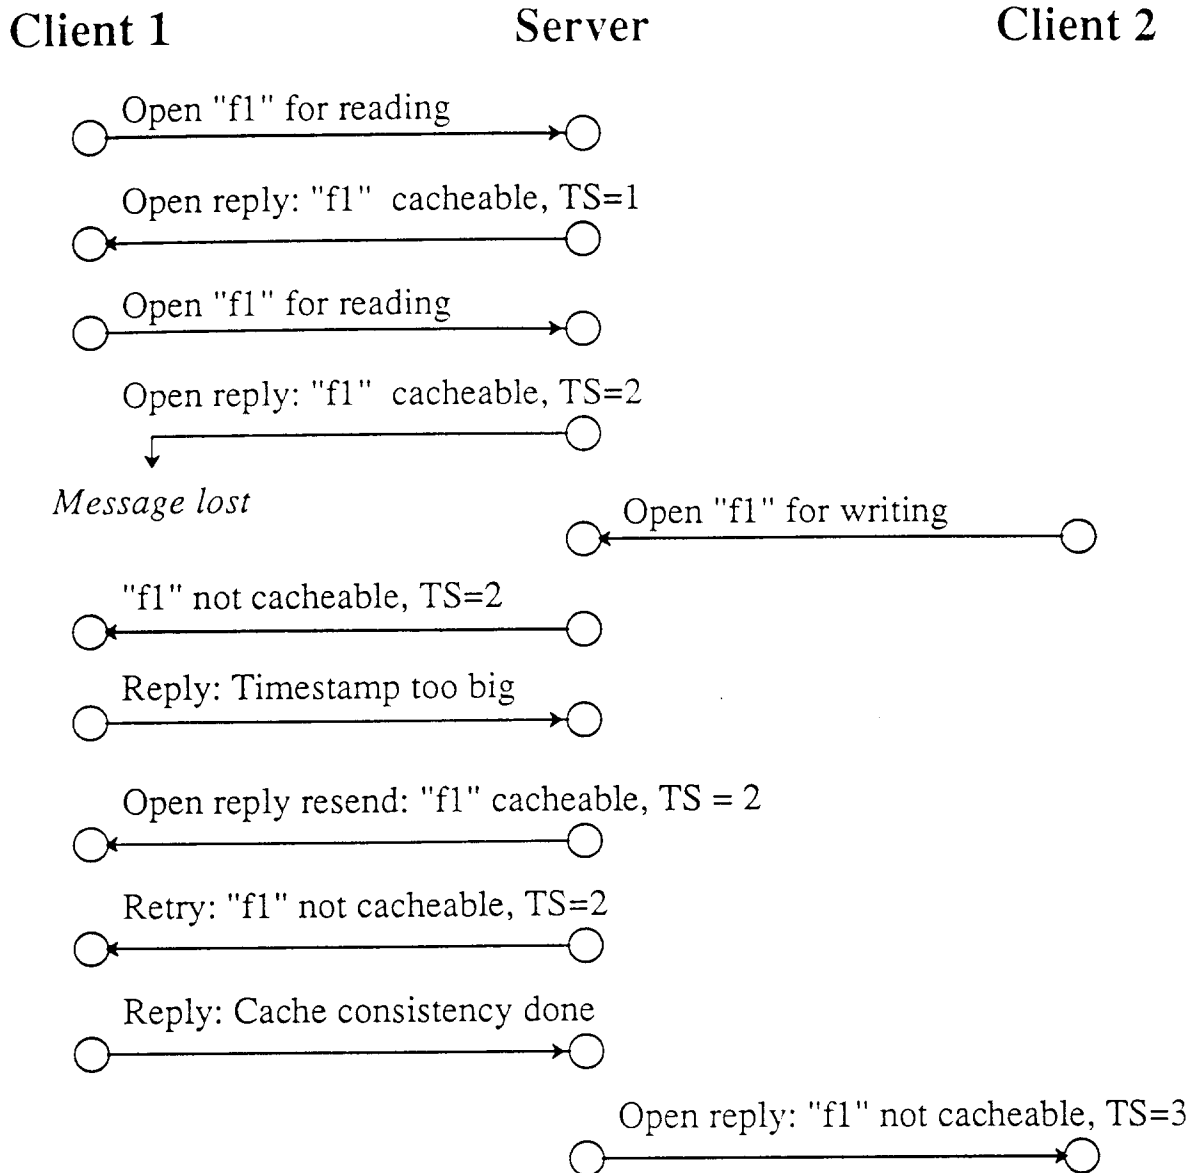 Client 1 Server Client 2
Open "f1" for reading
Open reply: "f1" cacheable, TS=1
Open "f1" for reading
Open reply: "f1" cacheable, TS=2
Message lost
Open "f1" for writing
"f1" not cacheable, TS=2
Reply: Timestamp too big
Open reply resend: "f1" cacheable, TS = 2
Retry: "f1" not cacheable, TS=2
Reply: Cache consistency done
Open reply: "f1" not cacheable, TS=3